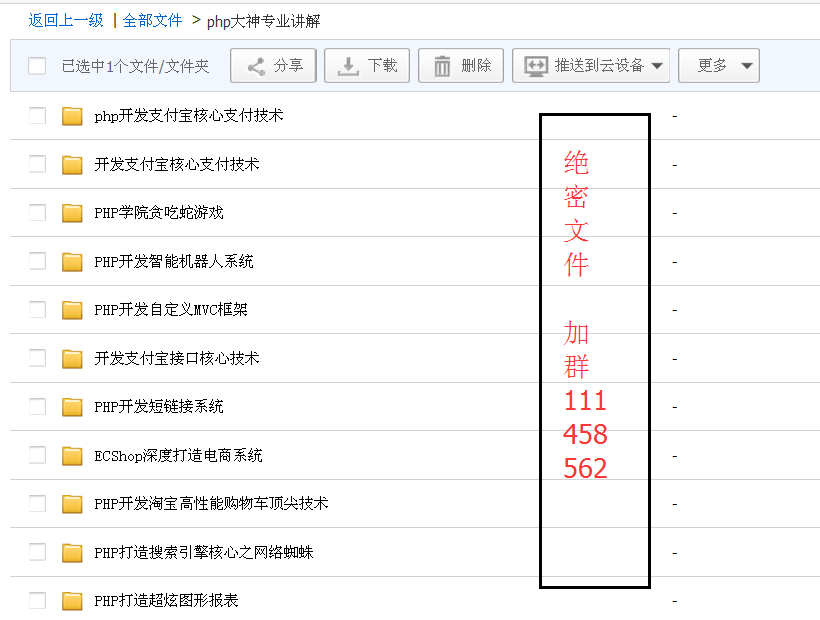 返回上一级 | 全部文件 > php大神专业讲解
已选中1个文件/文件夹 分享 下载 删除 推送到云设备 更多
php开发支付宝核心支付技术 -
开发支付宝核心支付技术 -
PHP学院贪吃蛇游戏 -
PHP开发智能机器人系统 -
PHP开发自定义MVC框架 -
开发支付宝接口核心技术 -
PHP开发短链接系统 -
ECShop深度打造电商系统 -
PHP开发淘宝高性能购物车顶尖技术 -
PHP打造搜索引擎核心之网络蜘蛛 -
PHP打造超炫图形报表 -
绝
密
文
件
加
群
111
458
562